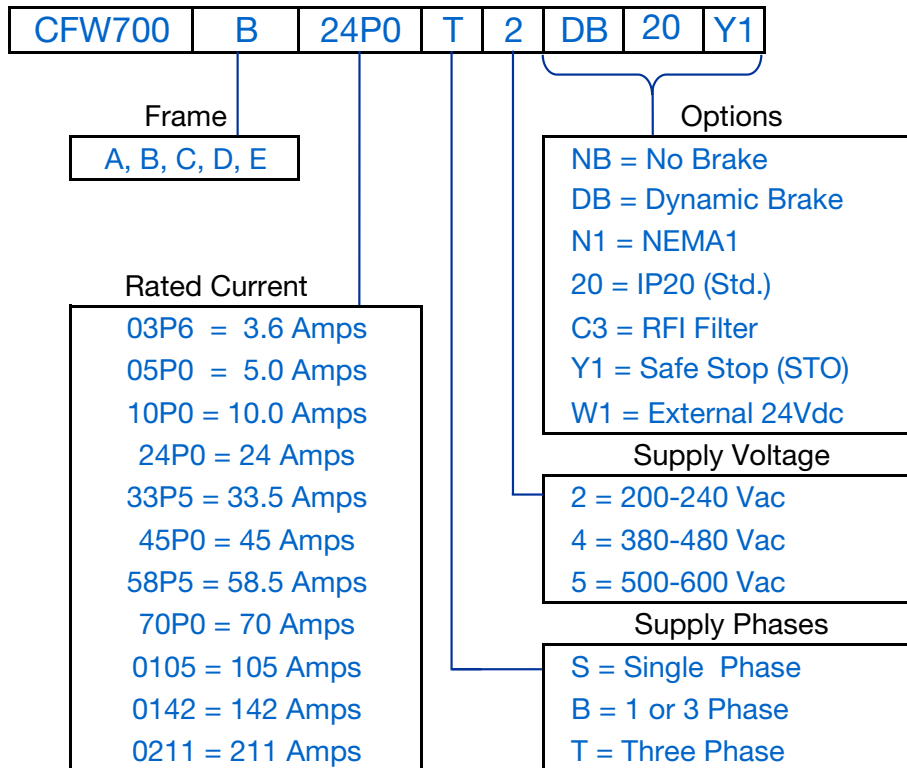 CFW700 B 24P0 T 2 DB 20 Y1
Frame
A, B, C, D, E
Rated Current
03P6 = 3.6 Amps
05P0 = 5.0 Amps
10P0 = 10.0 Amps
24P0 = 24 Amps
33P5 = 33.5 Amps
45P0 = 45 Amps
58P5 = 58.5 Amps
70P0 = 70 Amps
0105 = 105 Amps
0142 = 142 Amps
0211 = 211 Amps
Options
NB = No Brake
DB = Dynamic Brake
N1 = NEMA1
20 = IP20 (Std.)
C3 = RFI Filter
Y1 = Safe Stop (STO)
W1 = External 24Vdc
Supply Voltage
2 = 200-240 Vac
4 = 380-480 Vac
5 = 500-600 Vac
Supply Phases
S = Single Phase
B = 1 or 3 Phase
T = Three Phase